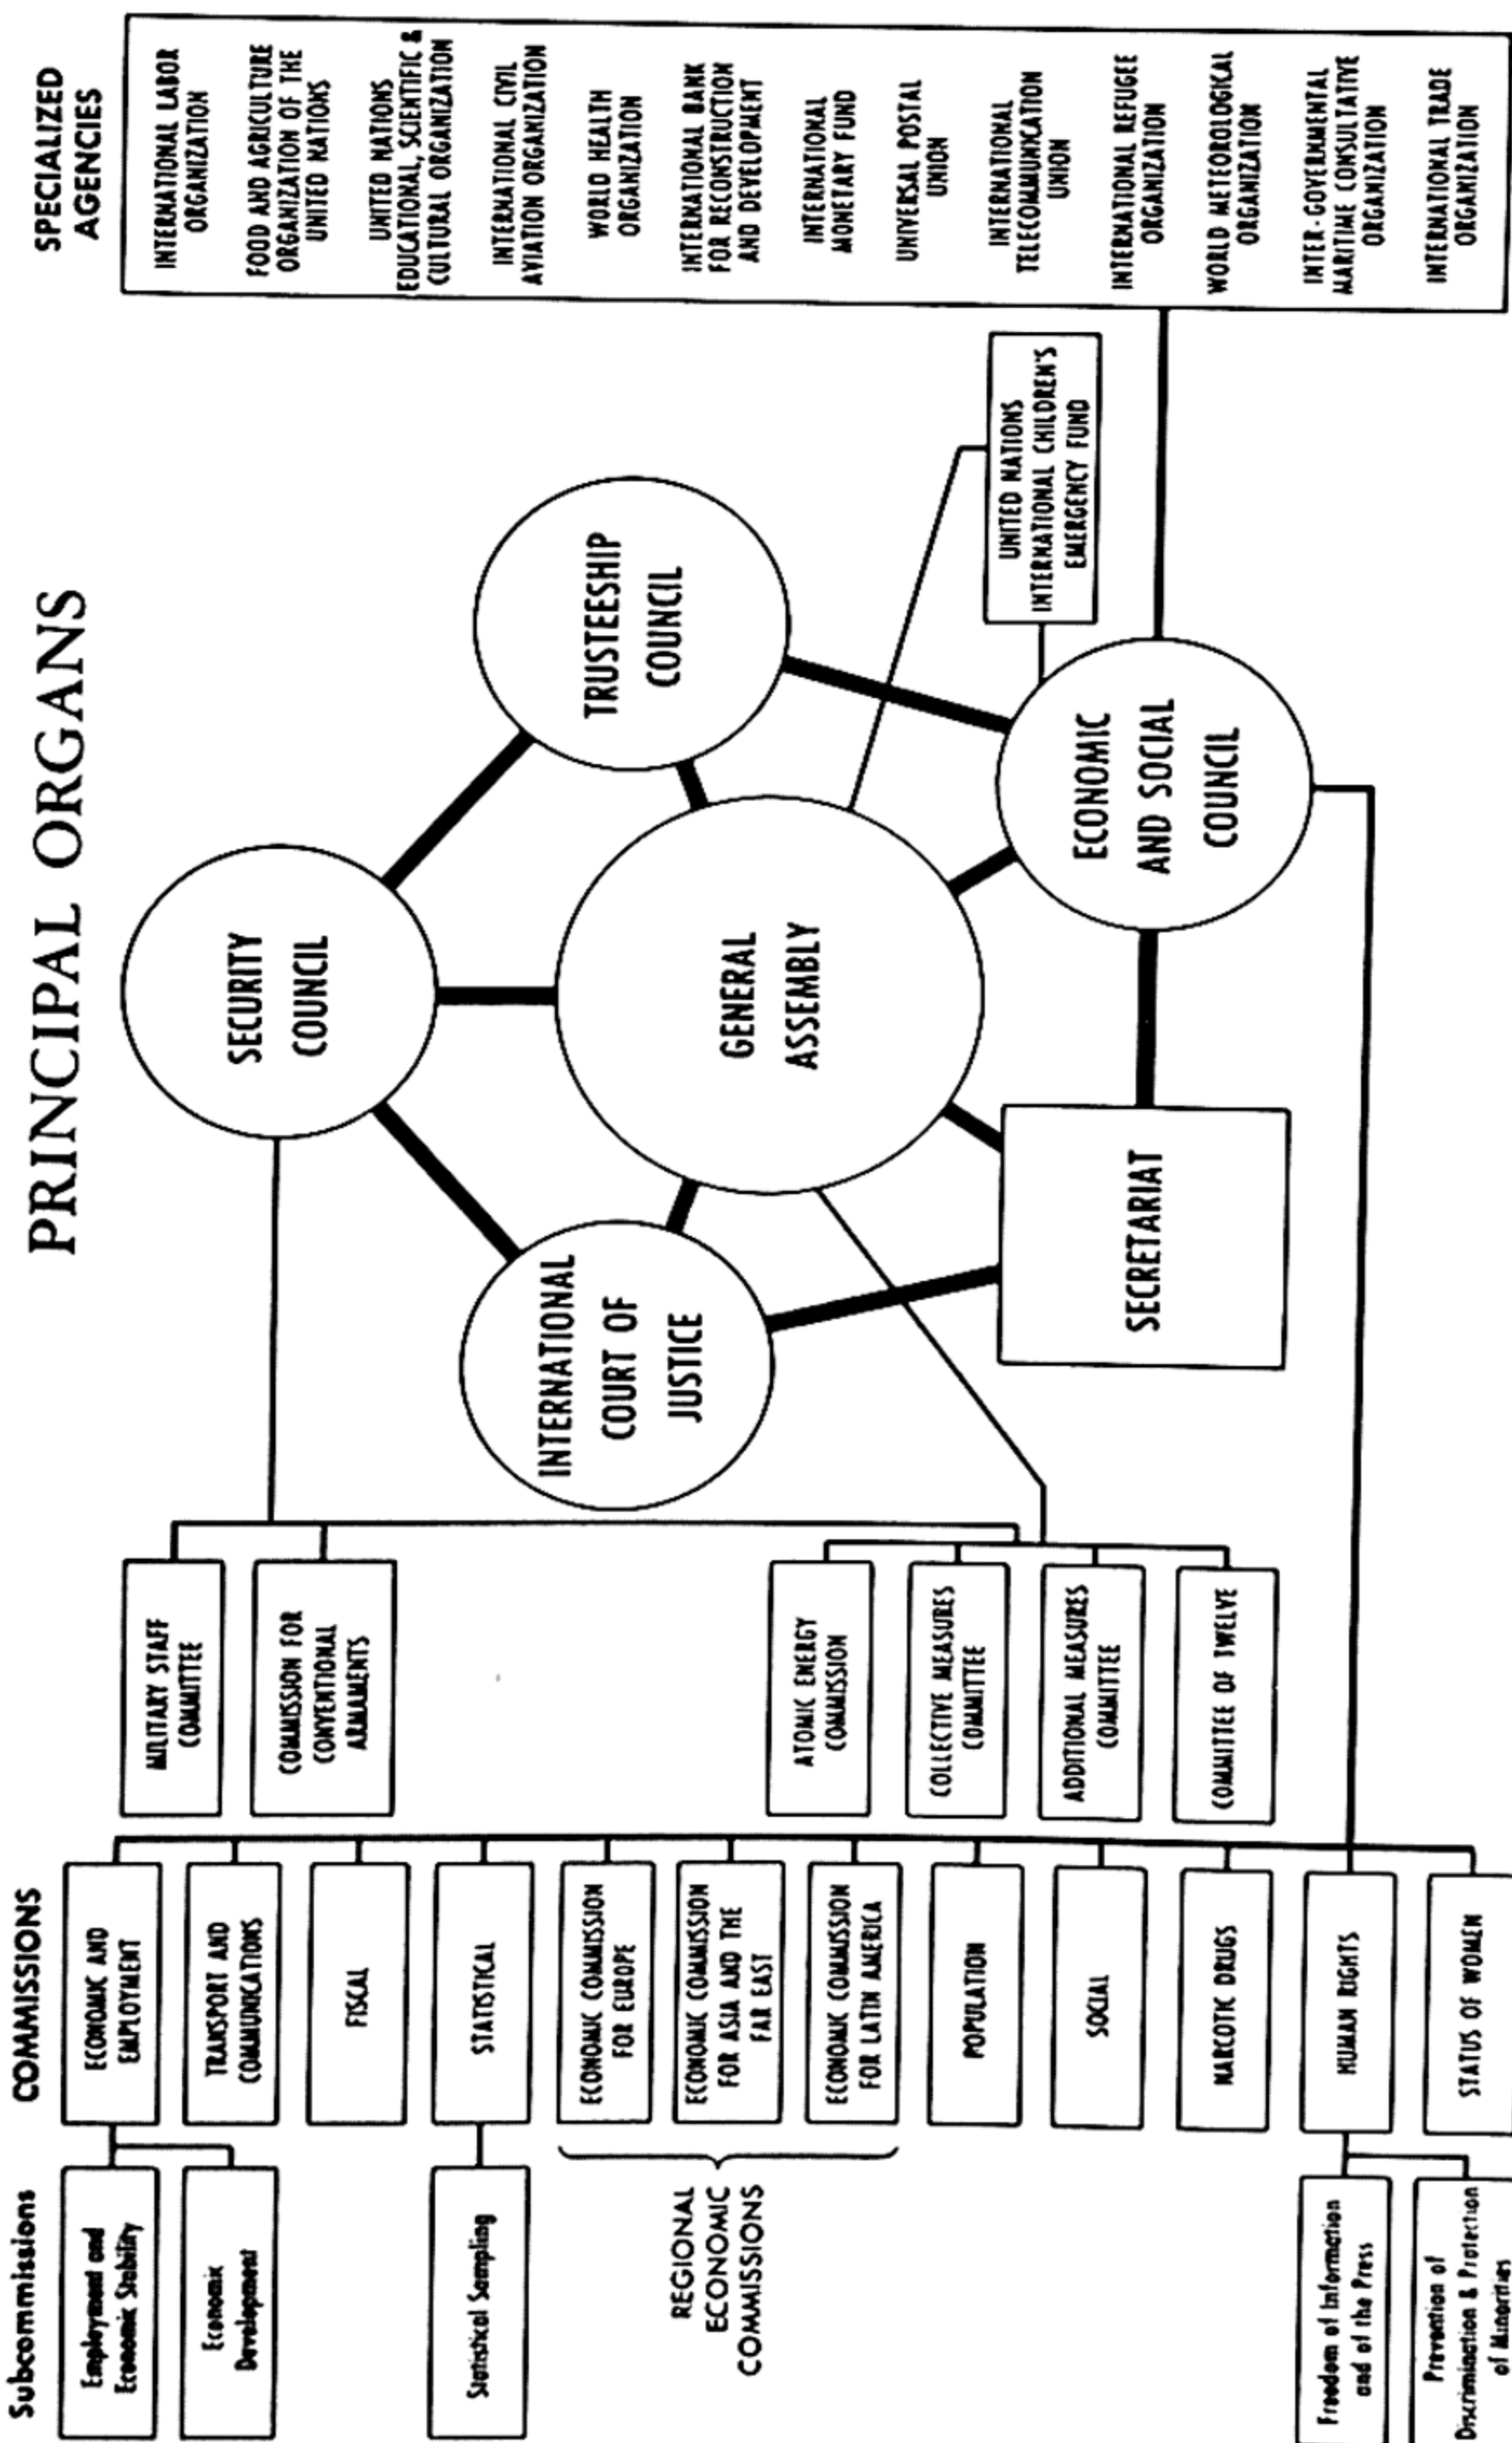 PRINCIPAL ORGANS
Subcommissions
COMMISSIONS
SPECIALIZED
AGENCIES
Employment and
Economic Stability
Economic
Development
Statistical Sampling
REGIONAL
ECONOMIC
COMMISSIONS
Freedom of Information
and of the Press
Prevention of
Discrimination & Protection
of Minorities
ECONOMIC AND
EMPLOYMENT
TRANSPORT AND
COMMUNICATIONS
FISCAL
STATISTICAL
ECONOMIC COMMISSION
FOR EUROPE
ECONOMIC COMMISSION
FOR ASIA AND THE
FAR EAST
ECONOMIC COMMISSION
FOR LATIN AMERICA
POPULATION
SOCIAL
NARCOTIC DRUGS
HUMAN RIGHTS
STATUS OF WOMEN
MILITARY STAFF
COMMITTEE
COMMISSION FOR
CONVENTIONAL
ARMAMENTS
ATOMIC ENERGY
COMMISSION
COLLECTIVE MEASURES
COMMITTEE
ADDITIONAL MEASURES
COMMITTEE
COMMITTEE OF TWELVE
SECURITY
COUNCIL
INTERNATIONAL
COURT OF
JUSTICE
GENERAL
ASSEMBLY
TRUSTEESHIP
COUNCIL
SECRETARIAT
ECONOMIC
AND SOCIAL
COUNCIL
UNITED NATIONS
INTERNATIONAL CHILDREN'S
EMERGENCY FUND
INTERNATIONAL LABOR
ORGANIZATION
FOOD AND AGRICULTURE
ORGANIZATION OF THE
UNITED NATIONS
UNITED NATIONS
EDUCATIONAL, SCIENTIFIC &
CULTURAL ORGANIZATION
INTERNATIONAL CIVIL
AVIATION ORGANIZATION
WORLD HEALTH
ORGANIZATION
INTERNATIONAL BANK
FOR RECONSTRUCTION
AND DEVELOPMENT
INTERNATIONAL
MONETARY FUND
UNIVERSAL POSTAL
UNION
INTERNATIONAL
TELECOMMUNICATION
UNION
INTERNATIONAL REFUGEE
ORGANIZATION
WORLD METEOROLOGICAL
ORGANIZATION
INTER-GOVERNMENTAL
MARITIME CONSULTATIVE
ORGANIZATION
INTERNATIONAL TRADE
ORGANIZATION